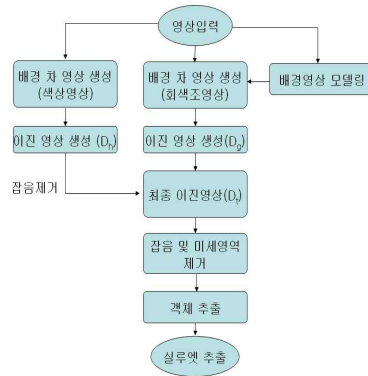 영상입력
배경 차 영상 생성
(색상영상)
배경 차 영상 생성
(회색조영상)
배경영상 모델링
이진 영상 생성 (Dh)
이진 영상 생성(Dg)
잡음제거
최종 이진영상(Df)
잡음 및 미세영역
제거
객체 추출
실루엣 추출